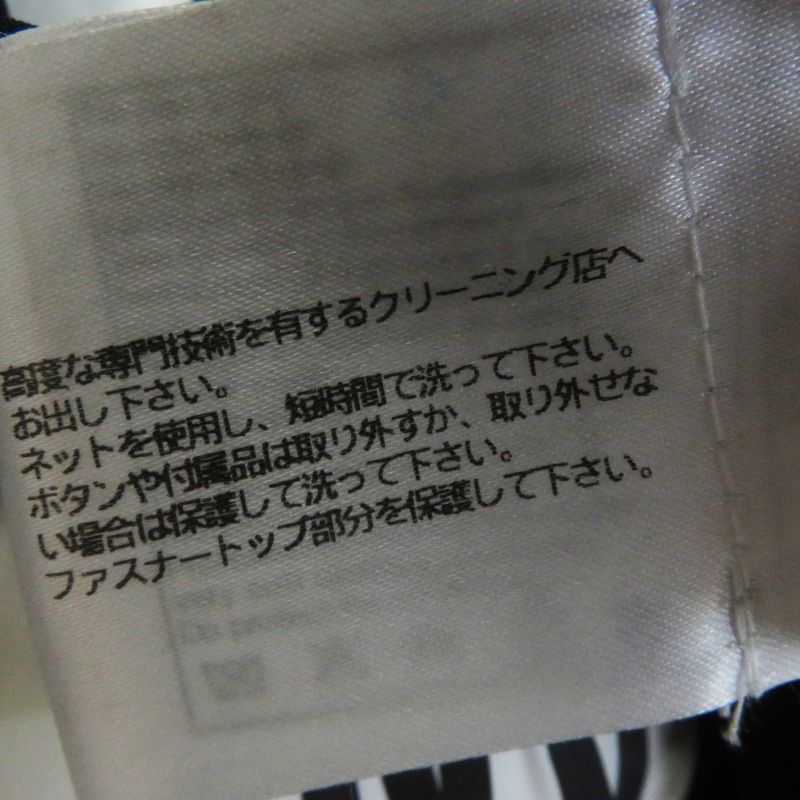 高度な専門技術を有するクリーニング店へ
お出し下さい。
ネットを使用し、短時間で洗って下さい。
ボタンや付属品は取り外すか、取り外せな
い場合は保護して洗って下さい。
ファスナートップ部分を保護して下さい。